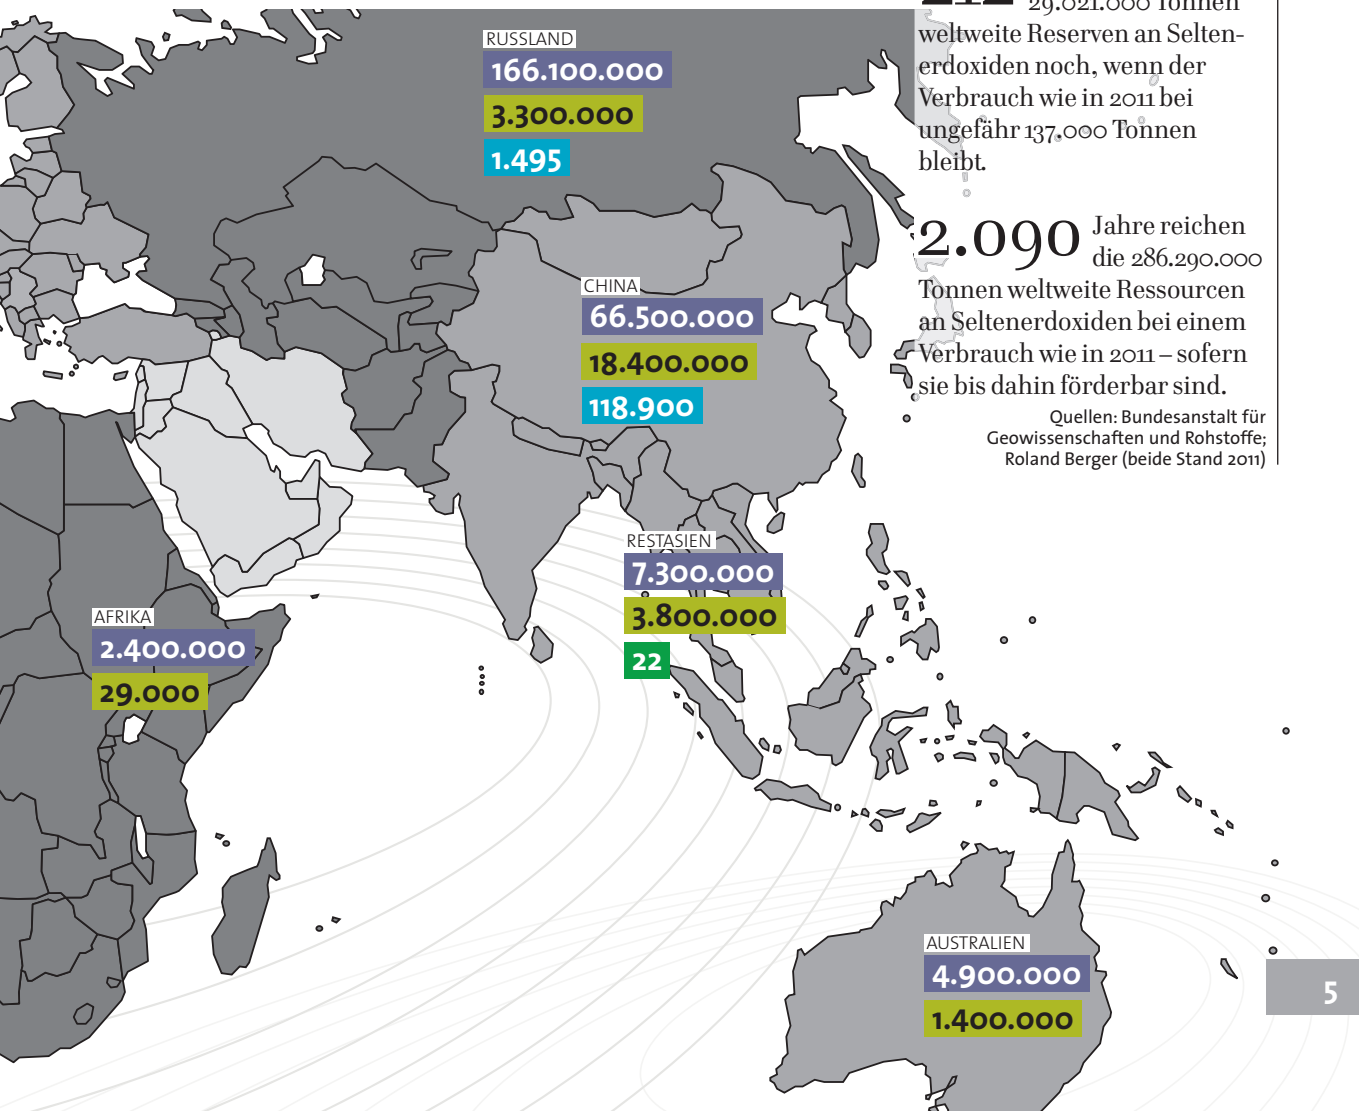 212 29.021.000 Tonnen
weltweite Reserven an Selten-
erdoxiden noch, wenn der
Verbrauch wie in 2011 bei
ungefähr 137.000 Tonnen
bleibt.
2.090 Jahre reichen
die 286.290.000
Tonnen weltweite Ressourcen
an Seltenerdoxiden bei einem
Verbrauch wie in 2011 – sofern
sie bis dahin förderbar sind.
Quellen: Bundesanstalt für
Geowissenschaften und Rohstoffe;
Roland Berger (beide Stand 2011)
RUSSLAND
166.100.000
3.300.000
1.495
CHINA
66.500.000
18.400.000
118.900
RESTASIEN
7.300.000
3.800.000
22
AFRIKA
2.400.000
29.000
AUSTRALIEN
4.900.000
1.400.000
5